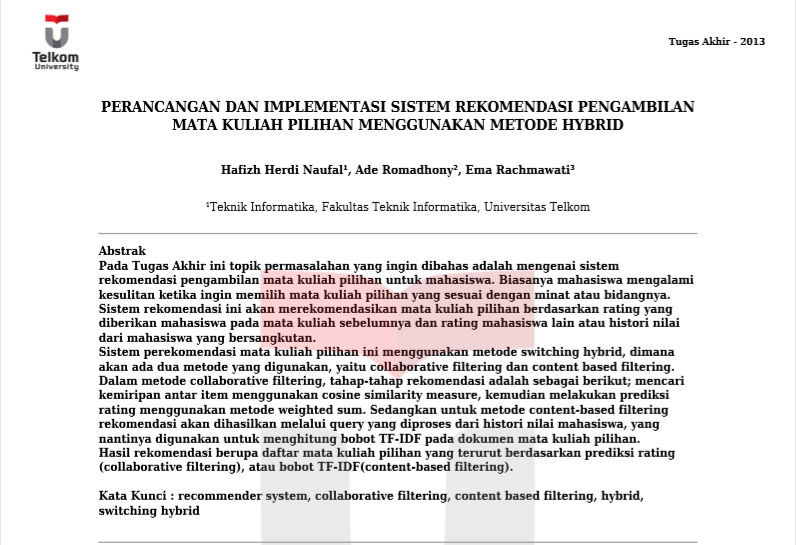 Telkom
University
Tugas Akhir - 2013
PERANCANGAN DAN IMPLEMENTASI SISTEM REKOMENDASI PENGAMBILAN
MATA KULIAH PILIHAN MENGGUNAKAN METODE HYBRID
Hafizh Herdi Naufal¹, Ade Romadhony², Ema Rachmawati³
¹Teknik Informatika, Fakultas Teknik Informatika, Universitas Telkom
Abstrak
Pada Tugas Akhir ini topik permasalahan yang ingin dibahas adalah mengenai sistem
rekomendasi pengambilan mata kuliah pilihan untuk mahasiswa. Biasanya mahasiswa mengalami
kesulitan ketika ingin memilih mata kuliah pilihan yang sesuai dengan minat atau bidangnya.
Sistem rekomendasi ini akan merekomendasikan mata kuliah pilihan berdasarkan rating yang
diberikan mahasiswa pada mata kuliah sebelumnya dan rating mahasiswa lain atau histori nilai
dari mahasiswa yang bersangkutan.
Sistem perekomendasi mata kuliah pilihan ini menggunakan metode switching hybrid, dimana
akan ada dua metode yang digunakan, yaitu collaborative filtering dan content based filtering.
Dalam metode collaborative filtering, tahap-tahap rekomendasi adalah sebagai berikut; mencari
kemiripan antar item menggunakan cosine similarity measure, kemudian melakukan prediksi
rating menggunakan metode weighted sum. Sedangkan untuk metode content-based filtering
rekomendasi akan dihasilkan melalui query yang diproses dari histori nilai mahasiswa, yang
nantinya digunakan untuk menghitung bobot TF-IDF pada dokumen mata kuliah pilihan.
Hasil rekomendasi berupa daftar mata kuliah pilihan yang terurut berdasarkan prediksi rating
(collaborative filtering), atau bobot TF-IDF(content-based filtering).
Kata Kunci : recommender system, collaborative filtering, content based filtering, hybrid,
switching hybrid